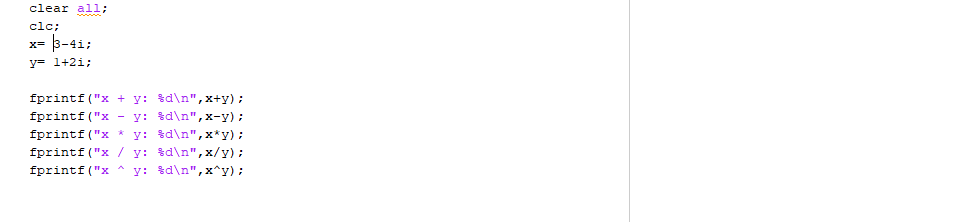 clear all;
clc;
x= 3-4i;
y= 1+2i;
fprintf("x + y: %d\n",x+y);
fprintf("x - y: %d\n",x-y);
fprintf("x * y: %d\n",x*y);
fprintf("x / y: %d\n",x/y);
fprintf("x ^ y: %d\n",x^y);